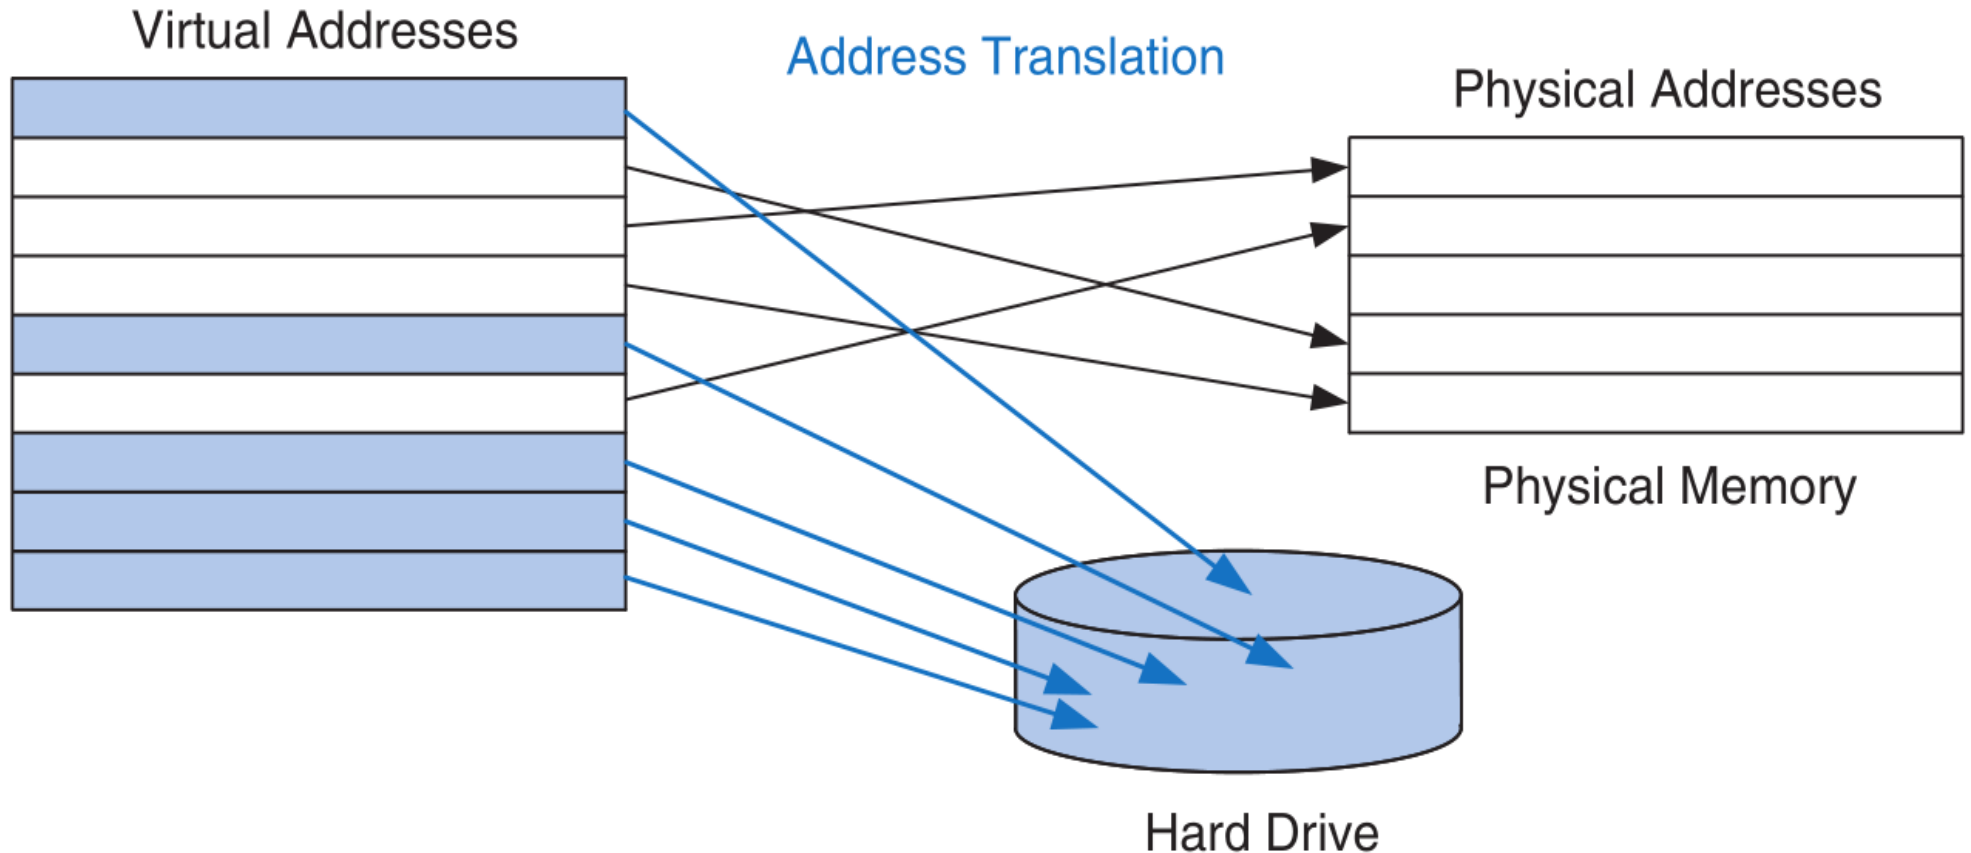 Virtual Addresses
Address Translation
Physical Addresses
Physical Memory
Hard Drive